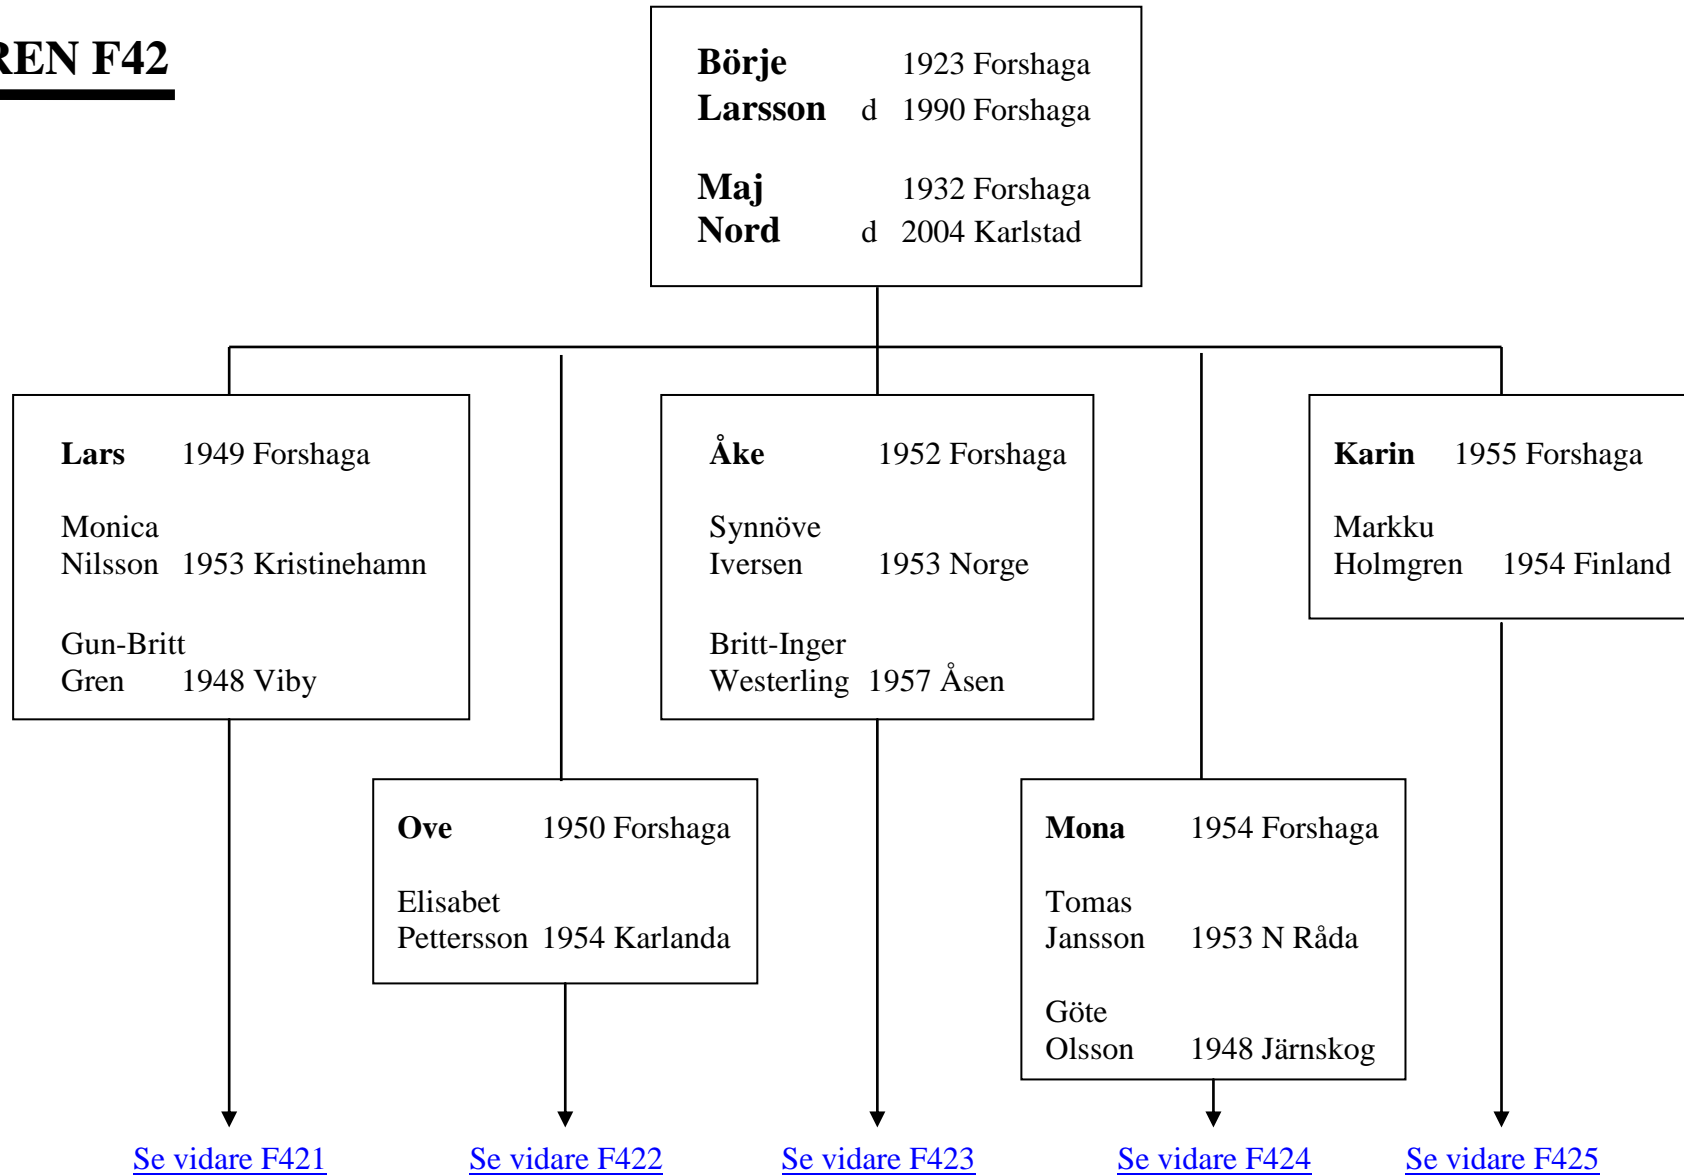 REN F42
Börje 1923 Forshaga
Larsson d 1990 Forshaga
Maj 1932 Forshaga
Nord d 2004 Karlstad
Lars 1949 Forshaga
Monica
Nilsson 1953 Kristinehamn
Gun-Britt
Gren 1948 Viby
Åke 1952 Forshaga
Synnöve
Iversen 1953 Norge
Britt-Inger
Westerling 1957 Åsen
Karin 1955 Forshaga
Markku
Holmgren 1954 Finland
Ove 1950 Forshaga
Elisabet
Pettersson 1954 Karlanda
Mona 1954 Forshaga
Tomas
Jansson 1953 N Råda
Göte
Olsson 1948 Järnskog
Se vidare F421
Se vidare F422
Se vidare F423
Se vidare F424
Se vidare F425